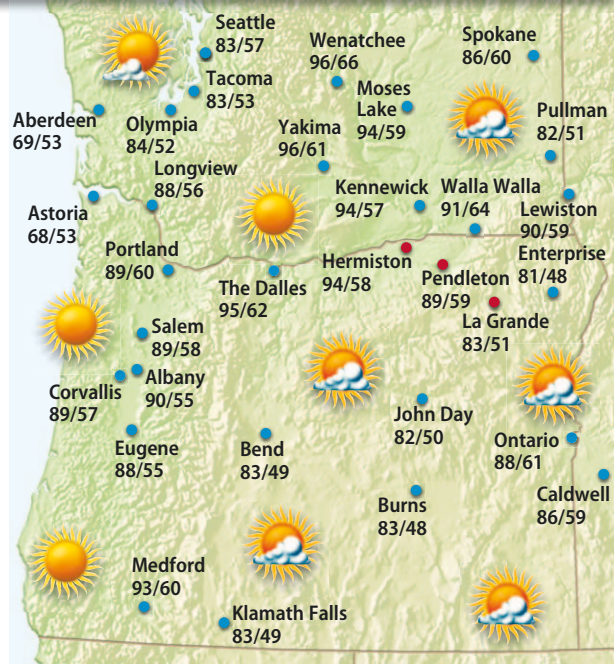 Seattle
83/57
Wenatchee
96/66
Spokane
86/60
Tacoma
83/53
Moses
Lake
94/59
Aberdeen
69/53
Olympia
84/52
Yakima
96/61
Pullman
82/51
Longview
88/56
Kennewick
94/57
Walla Walla
91/64
Lewiston
90/59
Astoria
68/53
Portland
89/60
The Dalles
95/62
Hermiston
94/58
Pendleton
89/59
Enterprise
81/48
La Grande
83/51
Salem
89/58
Albany
90/55
Corvallis
89/57
John Day
82/50
Eugene
88/55
Bend
83/49
Ontario
88/61
Caldwell
86/59
Burns
83/48
Medford
93/60
Klamath Falls
83/49